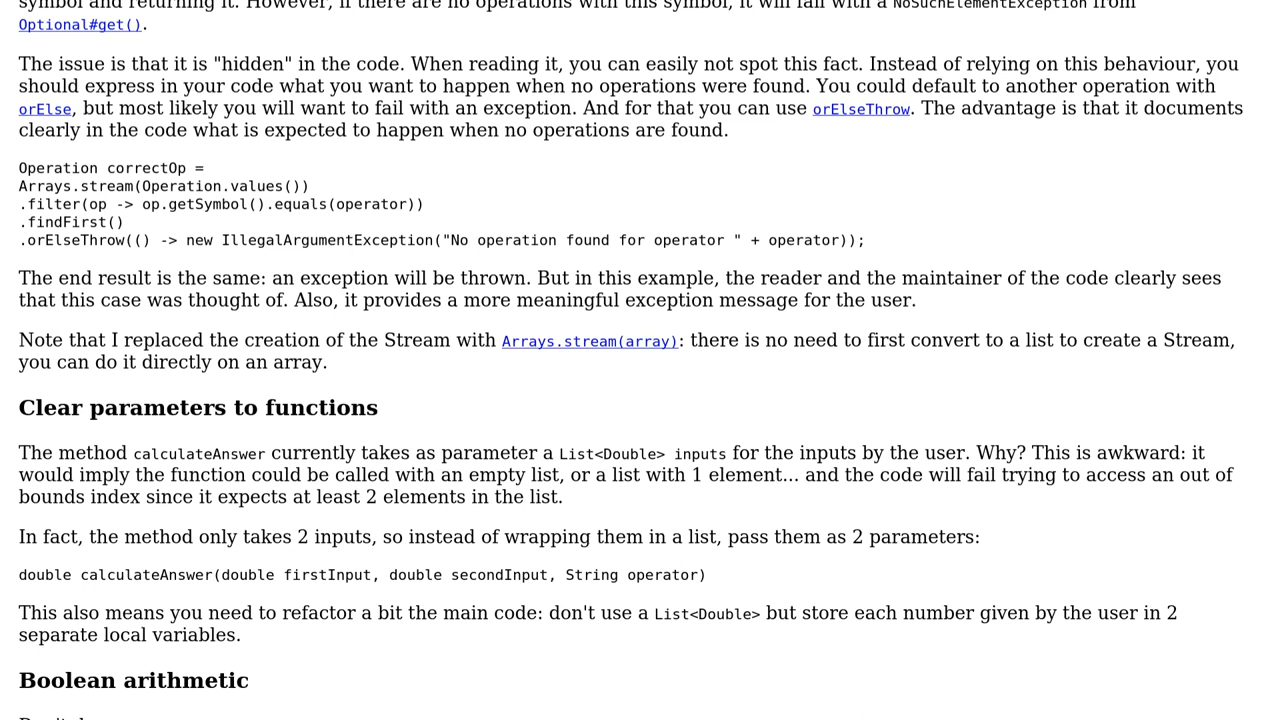 symbol and returning it. However, if there are no operations with this symbol, it will fail with a NoSuchElementException from
Optional#get().
The issue is that it is "hidden" in the code. When reading it, you can easily not spot this fact. Instead of relying on this behaviour, you
should express in your code what you want to happen when no operations were found. You could default to another operation with
orElse, but most likely you will want to fail with an exception. And for that you can use orElseThrow. The advantage is that it documents
clearly in the code what is expected to happen when no operations are found.
Operation correctOp =
Arrays.stream(Operation.values())
.filter(op -> op.getSymbol().equals(operator))
.findFirst()
.orElseThrow(() -> new IllegalArgumentException("No operation found for operator " + operator));
The end result is the same: an exception will be thrown. But in this example, the reader and the maintainer of the code clearly sees
that this case was thought of. Also, it provides a more meaningful exception message for the user.
Note that I replaced the creation of the Stream with Arrays.stream(array): there is no need to first convert to a list to create a Stream,
you can do it directly on an array.
Clear parameters to functions
The method calculateAnswer currently takes as parameter a List<Double> inputs for the inputs by the user. Why? This is awkward: it
would imply the function could be called with an empty list, or a list with 1 element... and the code will fail trying to access an out of
bounds index since it expects at least 2 elements in the list.
In fact, the method only takes 2 inputs, so instead of wrapping them in a list, pass them as 2 parameters:
double calculateAnswer(double firstInput, double secondInput, String operator)
This also means you need to refactor a bit the main code: don't use a List<Double> but store each number given by the user in 2
separate local variables.
Boolean arithmetic